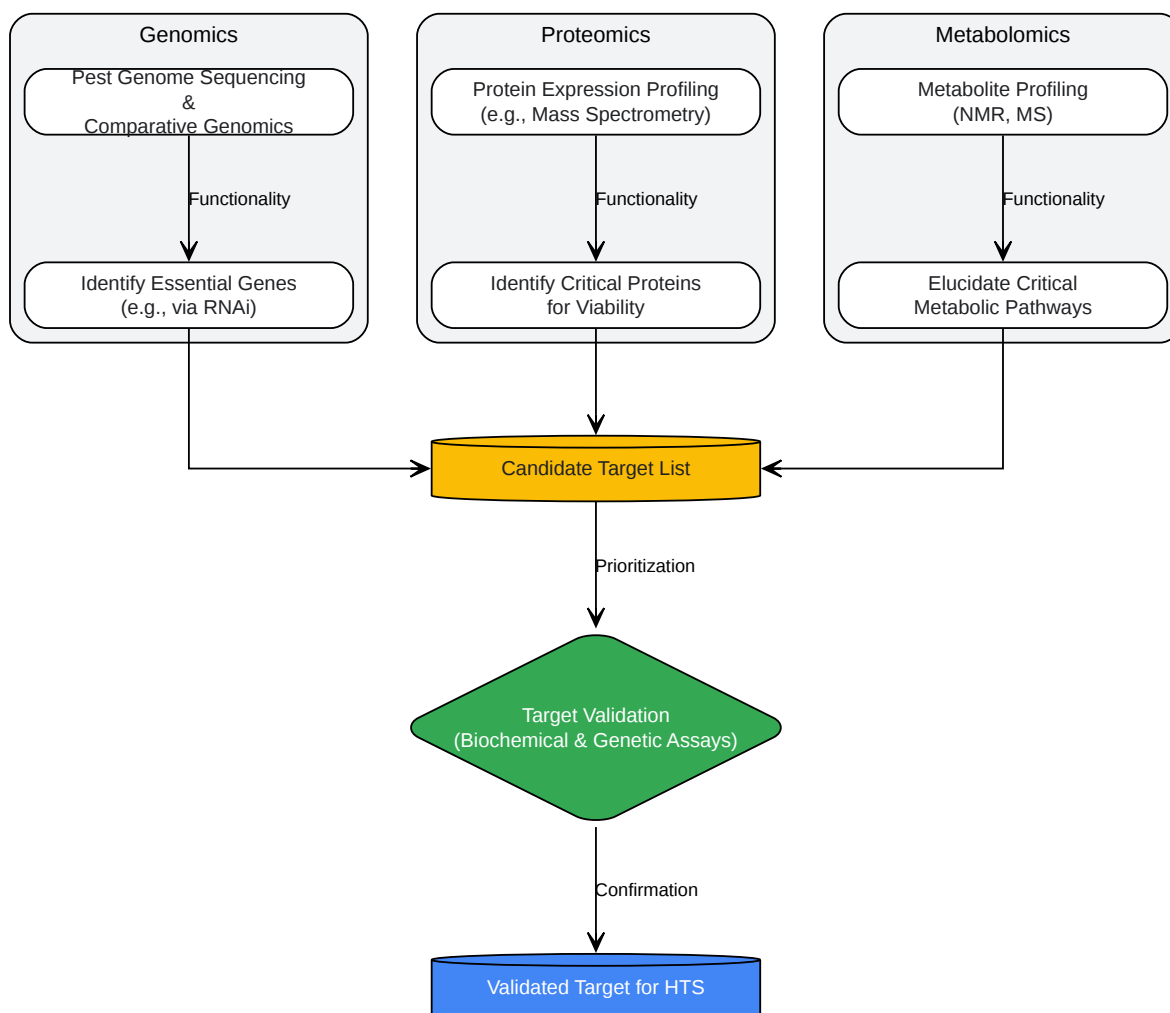 Genomics
Pest Genome Sequencing
&
Comparative Genomics
Functionality
Identify Essential Genes
(e.g., via RNAi)
Proteomics
Protein Expression Profiling
(e.g., Mass Spectrometry)
Functionality
Identify Critical Proteins
for Viability
Metabolomics
Metabolite Profiling
(NMR, MS)
Functionality
Elucidate Critical
Metabolic Pathways
Candidate Target List
Prioritization
Target Validation
(Biochemical & Genetic Assays)
Confirmation
Validated Target for HTS